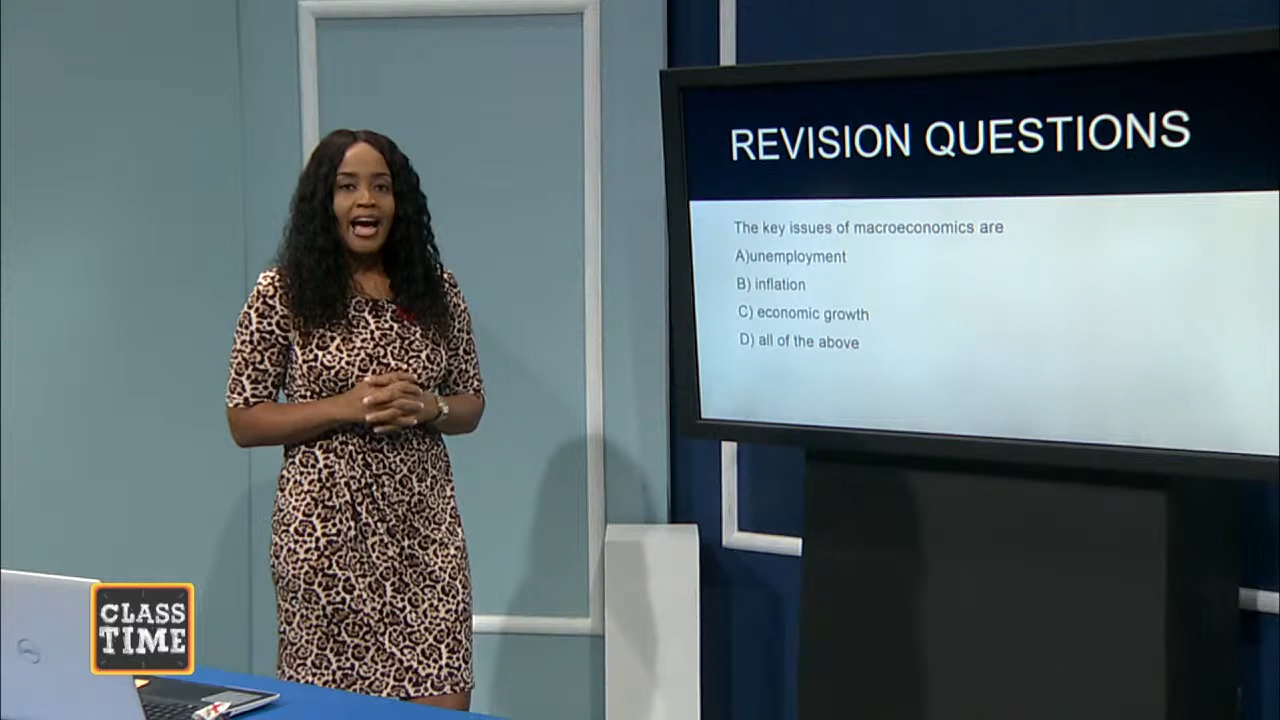 REVISION QUESTIONS
The key issues of macroeconomics are
A)unemployment
B) inflation
C) economic growth
D) all of the above
CLASS
TIME